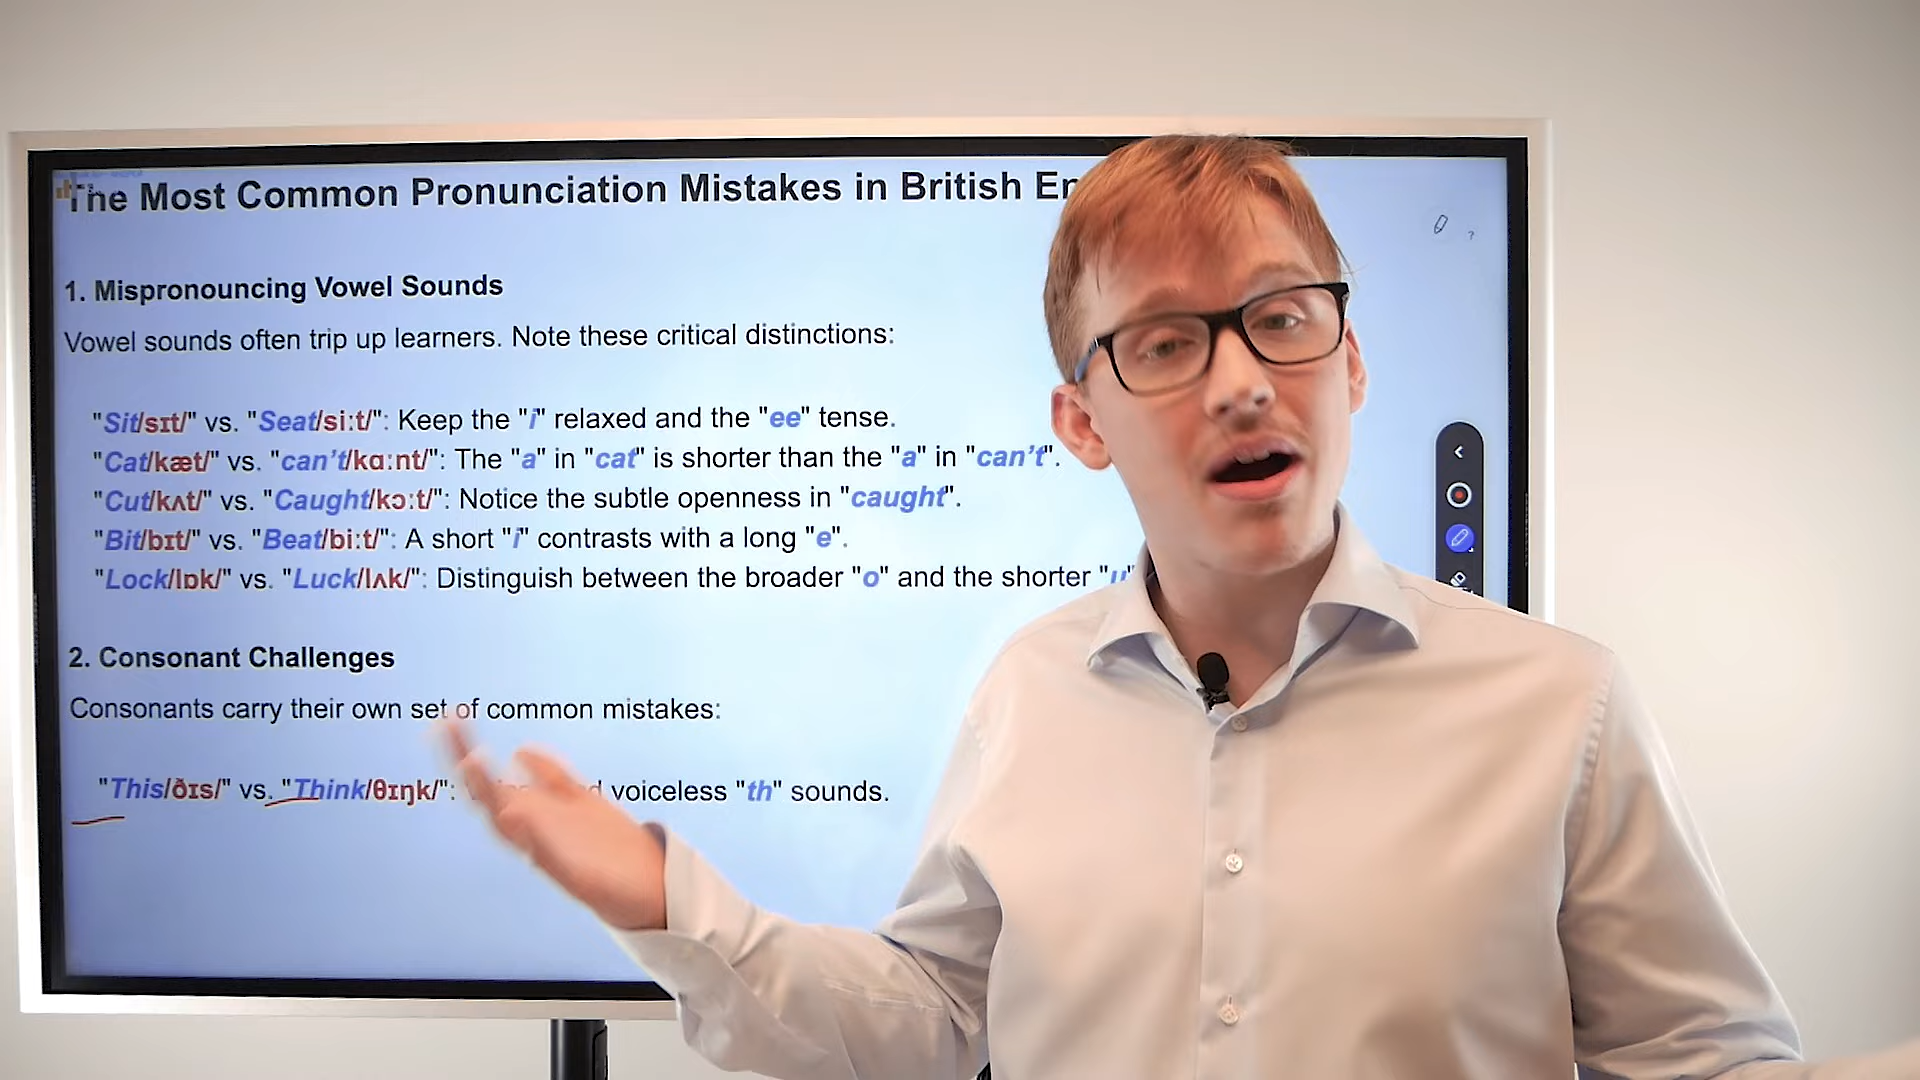 The Most Common Pronunciation Mistakes in British
1. Mispronouncing Vowel Sounds
Vowel sounds often trip up learners. Note these critical distinctions:
"Sit/sɪt/" vs. "Seat/siːt/": Keep the "i" relaxed and the "ee" tense.
"Cat/kæt/" vs. "can't/kɑːnt/": The "a" in "cat" is shorter than the "a" in "can't".
"Cut/kʌt/" vs. "Caught/kɔːt/": Notice the subtle openness in "caught".
"Bit/bɪt/" vs. "Beat/biːt/": A short "i" contrasts with a long "e".
"Lock/lɒk/" vs. "Luck/lʌk/": Distinguish between the broader "o" and the shorter "u"
2. Consonant Challenges
Consonants carry their own set of common mistakes:
"This/ðɪs/" vs. "Think/θɪŋk/": voiceless "th" sounds.